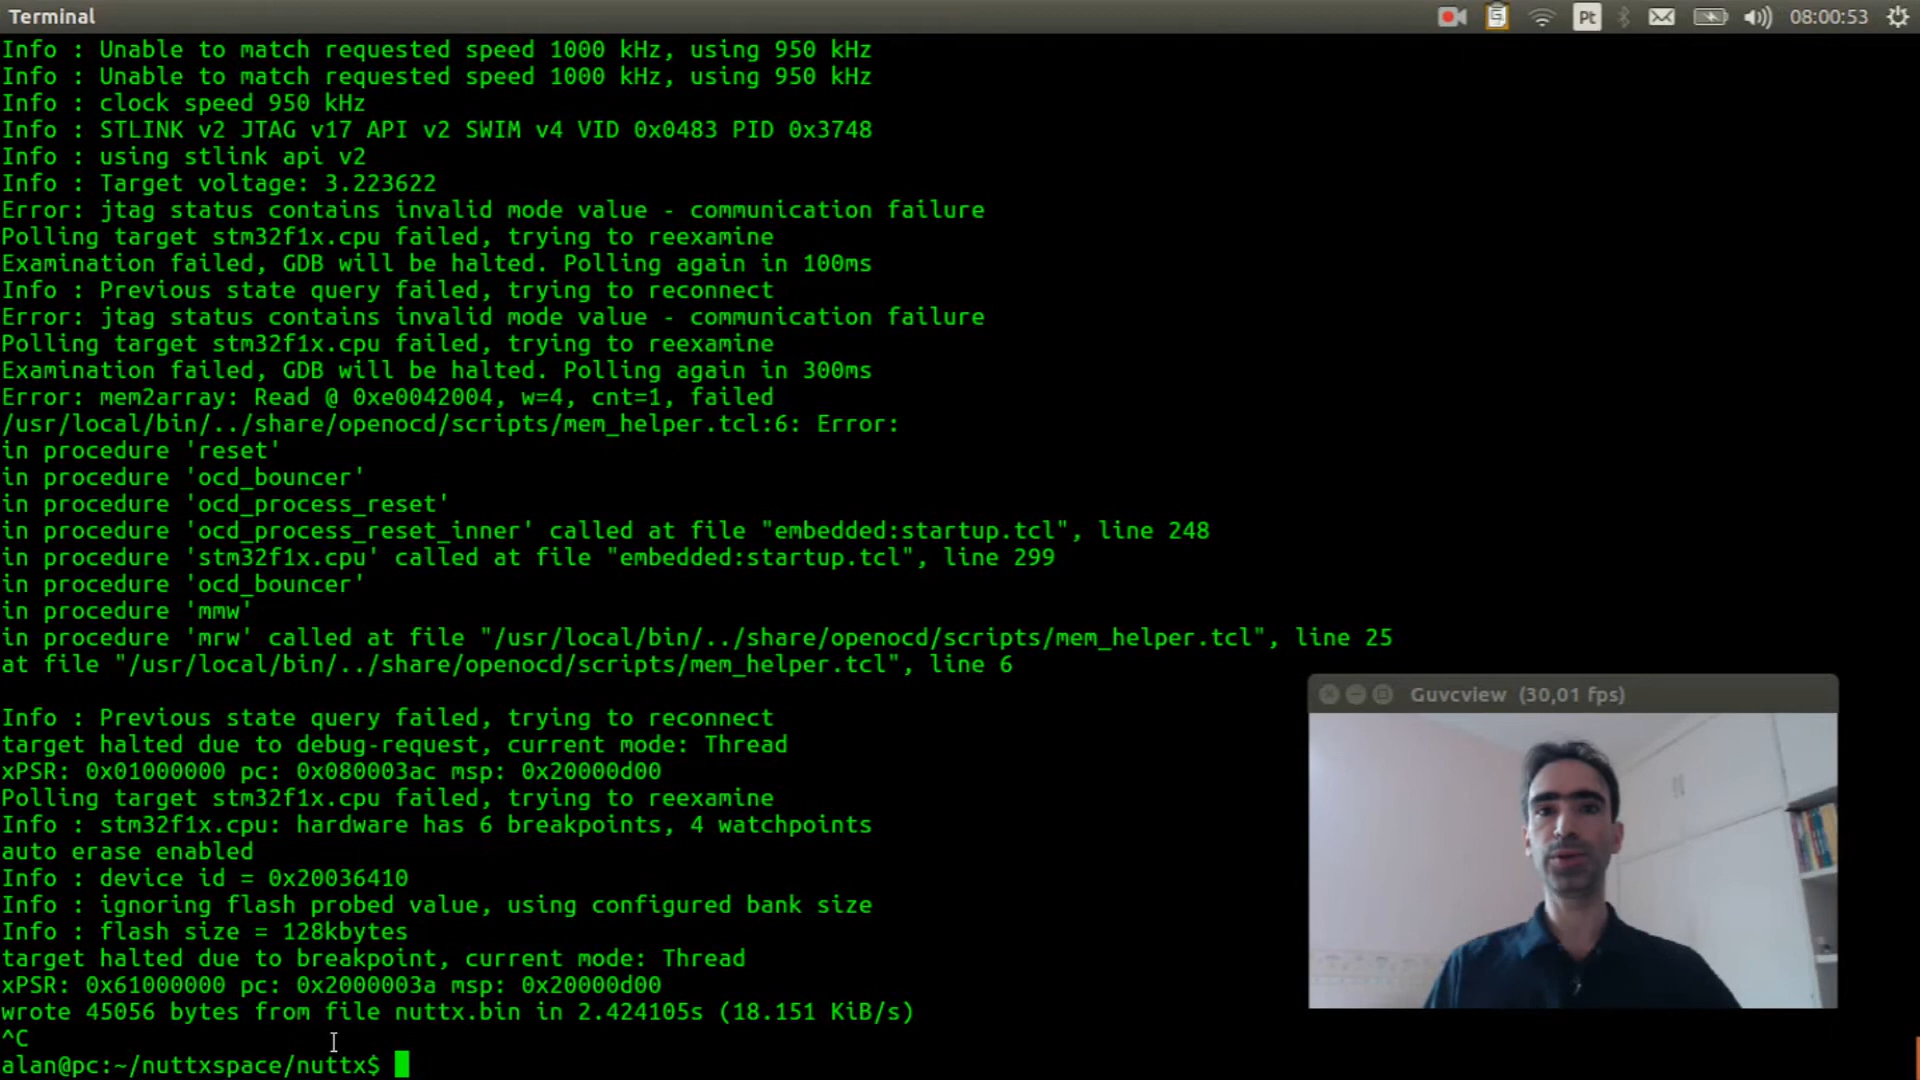 Terminal
Pt
08:00:53
Info : Unable to match requested speed 1000 kHz, using 950 kHz
Info : Unable to match requested speed 1000 kHz, using 950 kHz
Info : clock speed 950 kHz
Info : STLINK v2 JTAG v17 API v2 SWIM v4 VID 0x0483 PID 0x3748
Info : using stlink api v2
Info : Target voltage: 3.223622
Error: jtag status contains invalid mode value - communication failure
Polling target stm32f1x.cpu failed, trying to reexamine
Examination failed, GDB will be halted. Polling again in 100ms
Info : Previous state query failed, trying to reconnect
Error: jtag status contains invalid mode value - communication failure
Polling target stm32f1x.cpu failed, trying to reexamine
Examination failed, GDB will be halted. Polling again in 300ms
Error: mem2array: Read @ 0xe0042004, w=4, cnt=1, failed
/usr/local/bin/../share/openocd/scripts/mem_helper.tcl:6: Error:
in procedure 'reset'
in procedure 'ocd_bouncer'
in procedure 'ocd_process_reset'
in procedure 'ocd_process_reset_inner' called at file "embedded:startup.tcl", line 248
in procedure 'stm32f1x.cpu' called at file "embedded:startup.tcl", line 299
in procedure 'ocd_bouncer'
in procedure 'mmw'
in procedure 'mrw' called at file "/usr/local/bin/../share/openocd/scripts/mem_helper.tcl", line 25
at file "/usr/local/bin/../share/openocd/scripts/mem_helper.tcl", line 6
Guvcview (30,01 fps)
Info : Previous state query failed, trying to reconnect
target halted due to debug-request, current mode: Thread
xPSR: 0x01000000 pc: 0x080003ac msp: 0x20000d00
Polling target stm32f1x.cpu failed, trying to reexamine
Info : stm32f1x.cpu: hardware has 6 breakpoints, 4 watchpoints
auto erase enabled
Info : device id = 0x20036410
Info : ignoring flash probed value, using configured bank size
Info : flash size = 128kbytes
target halted due to breakpoint, current mode: Thread
xPSR: 0x61000000 pc: 0x2000003a msp: 0x20000d00
wrote 45056 bytes from file nuttx.bin in 2.424105s (18.151 KiB/s)
^C
alan@pc:~/nuttxspace/nuttx$